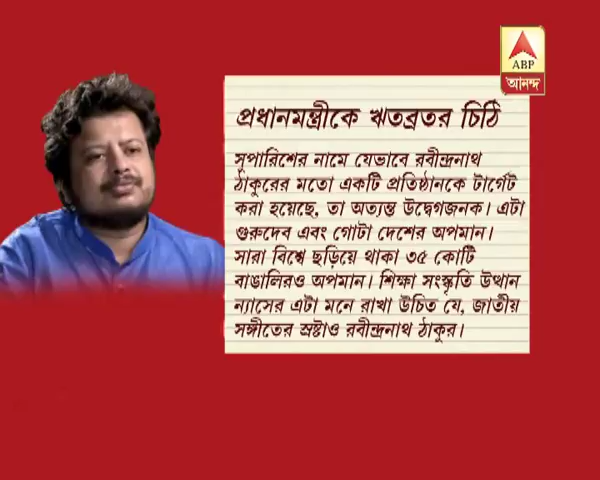 ABP
আনন্দ
প্রধানমন্ত্রীকে ঋতব্রতর চিঠি
সুপারিশের নামে যেভাবে রবীন্দ্রনাথ
ঠাকুরের মতো একটি প্রতিষ্ঠানকে টার্গেট
করা হয়েছে, তা অত্যন্ত উদ্বেগজনক। এটা
গুরুদেব এবং গোটা দেশের অপমান।
সারা বিশ্বে ছড়িয়ে থাকা ৩৫ কোটি
বাঙালিরও অপমান। শিক্ষা সংস্কৃতি উত্থান
ন্যাসের এটা মনে রাখা উচিত যে, জাতীয়
সঙ্গীতের স্রষ্টাও রবীন্দ্রনাথ ঠাকুর।